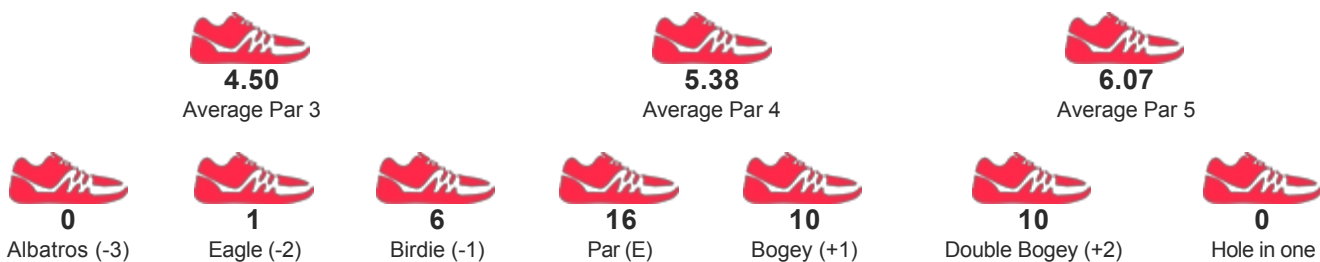 4.50 5.38 6.07
Average Par 3 Average Par 4 Average Par 5
0 1 6 16 10 10 0
Albatros (-3) Eagle (-2) Birdie (-1) Par (E) Bogey (+1) Double Bogey (+2) Hole in one